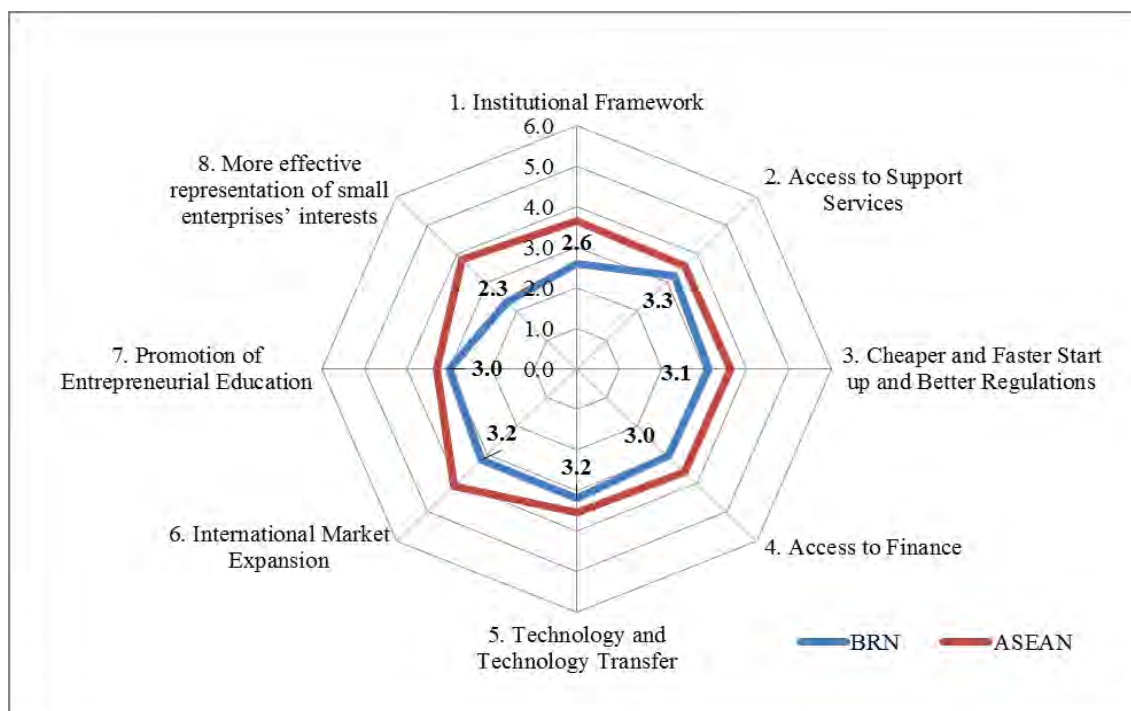 1. Institutional Framework
6.0
5.0
4.0
3.0
2.0
1.0
0.0
2. Access to Support
Services
3. Cheaper and Faster Start
up and Better Regulations
4. Access to Finance
5. Technology and
Technology Transfer
6. International Market
Expansion
7. Promotion of
Entrepreneurial Education
8. More effective
representation of small
enterprises’ interests
2.6
3.3
3.1
3.0
3.2
3.2
3.0
2.3
BRN
ASEAN